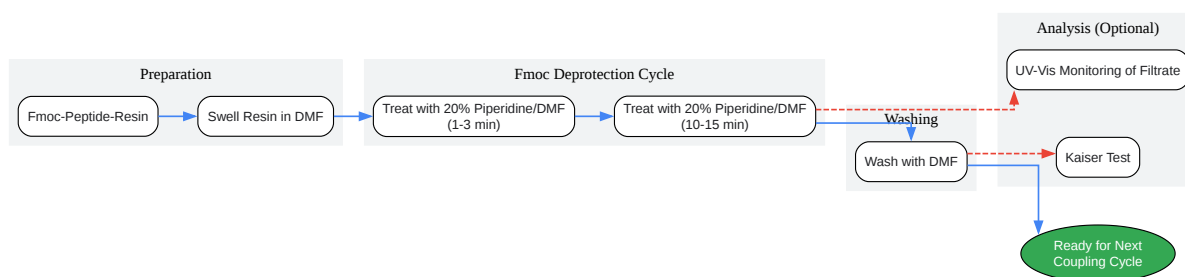 Preparation
Fmoc-Peptide-Resin
Swell Resin in DMF
Fmoc Deprotection Cycle
Treat with 20% Piperidine/DMF
(1-3 min)
Treat with 20% Piperidine/DMF
(10-15 min)
Washing
Wash with DMF
Analysis (Optional)
UV-Vis Monitoring of Filtrate
Kaiser Test
Ready for Next
Coupling Cycle